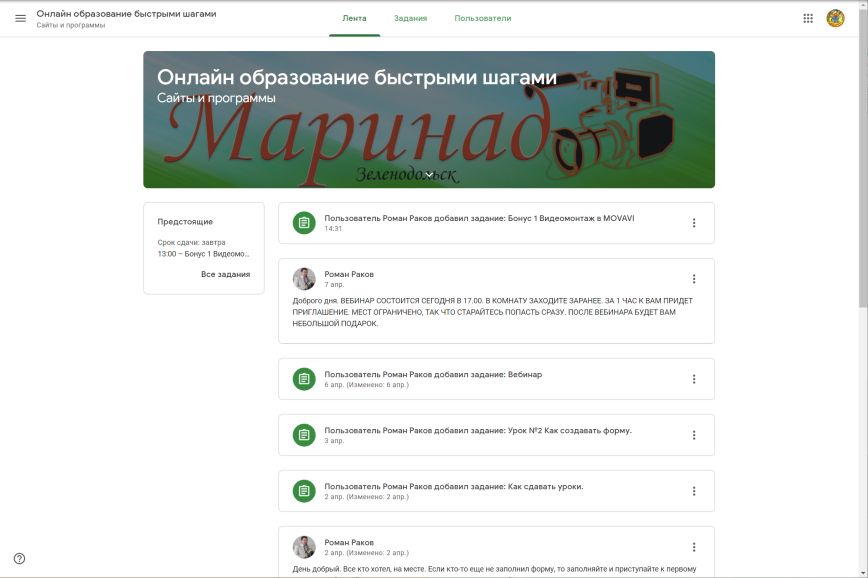 Онлайн образование быстрыми шагами
Сайты и программы
Лента
Задания
Пользователи
Онлайн образование быстрыми шагами
Сайты и программы
Маринад
Зеленодольск
Предстоящие
Срок сдачи: завтра
13:00 – Бонус 1 Видеомо...
Все задания
Пользователь Роман Раков добавил задание: Бонус 1 Видеомонтаж в MOVAVI
14:31
Роман Раков
7 апр.
Доброго дня. ВЕБИНАР СОСТОИТСЯ СЕГОДНЯ В 17.00. В КОМНАТУ ЗАХОДИТЕ ЗАРАНЕЕ. ЗА 1 ЧАС К ВАМ ПРИДЕТ
ПРИГЛАШЕНИЕ. МЕСТ ОГРАНИЧЕНО, ТАК ЧТО СТАРАЙТЕСЬ ПОПАСТЬ СРАЗУ. ПОСЛЕ ВЕБИНАРА БУДЕТ ВАМ
НЕБОЛЬШОЙ ПОДАРОК.
Пользователь Роман Раков добавил задание: Вебинар
6 апр. (Изменено: 6 апр.)
Пользователь Роман Раков добавил задание: Урок №2 Как создавать форму.
3 апр.
Пользователь Роман Раков добавил задание: Как сдавать уроки.
2 апр. (Изменено: 2 апр.)
Роман Раков
2 апр. (Изменено: 2 апр.)
День добрый. Все кто хотел, на месте. Если кто-то еще не заполнил форму, то заполняйте и приступайте к первому